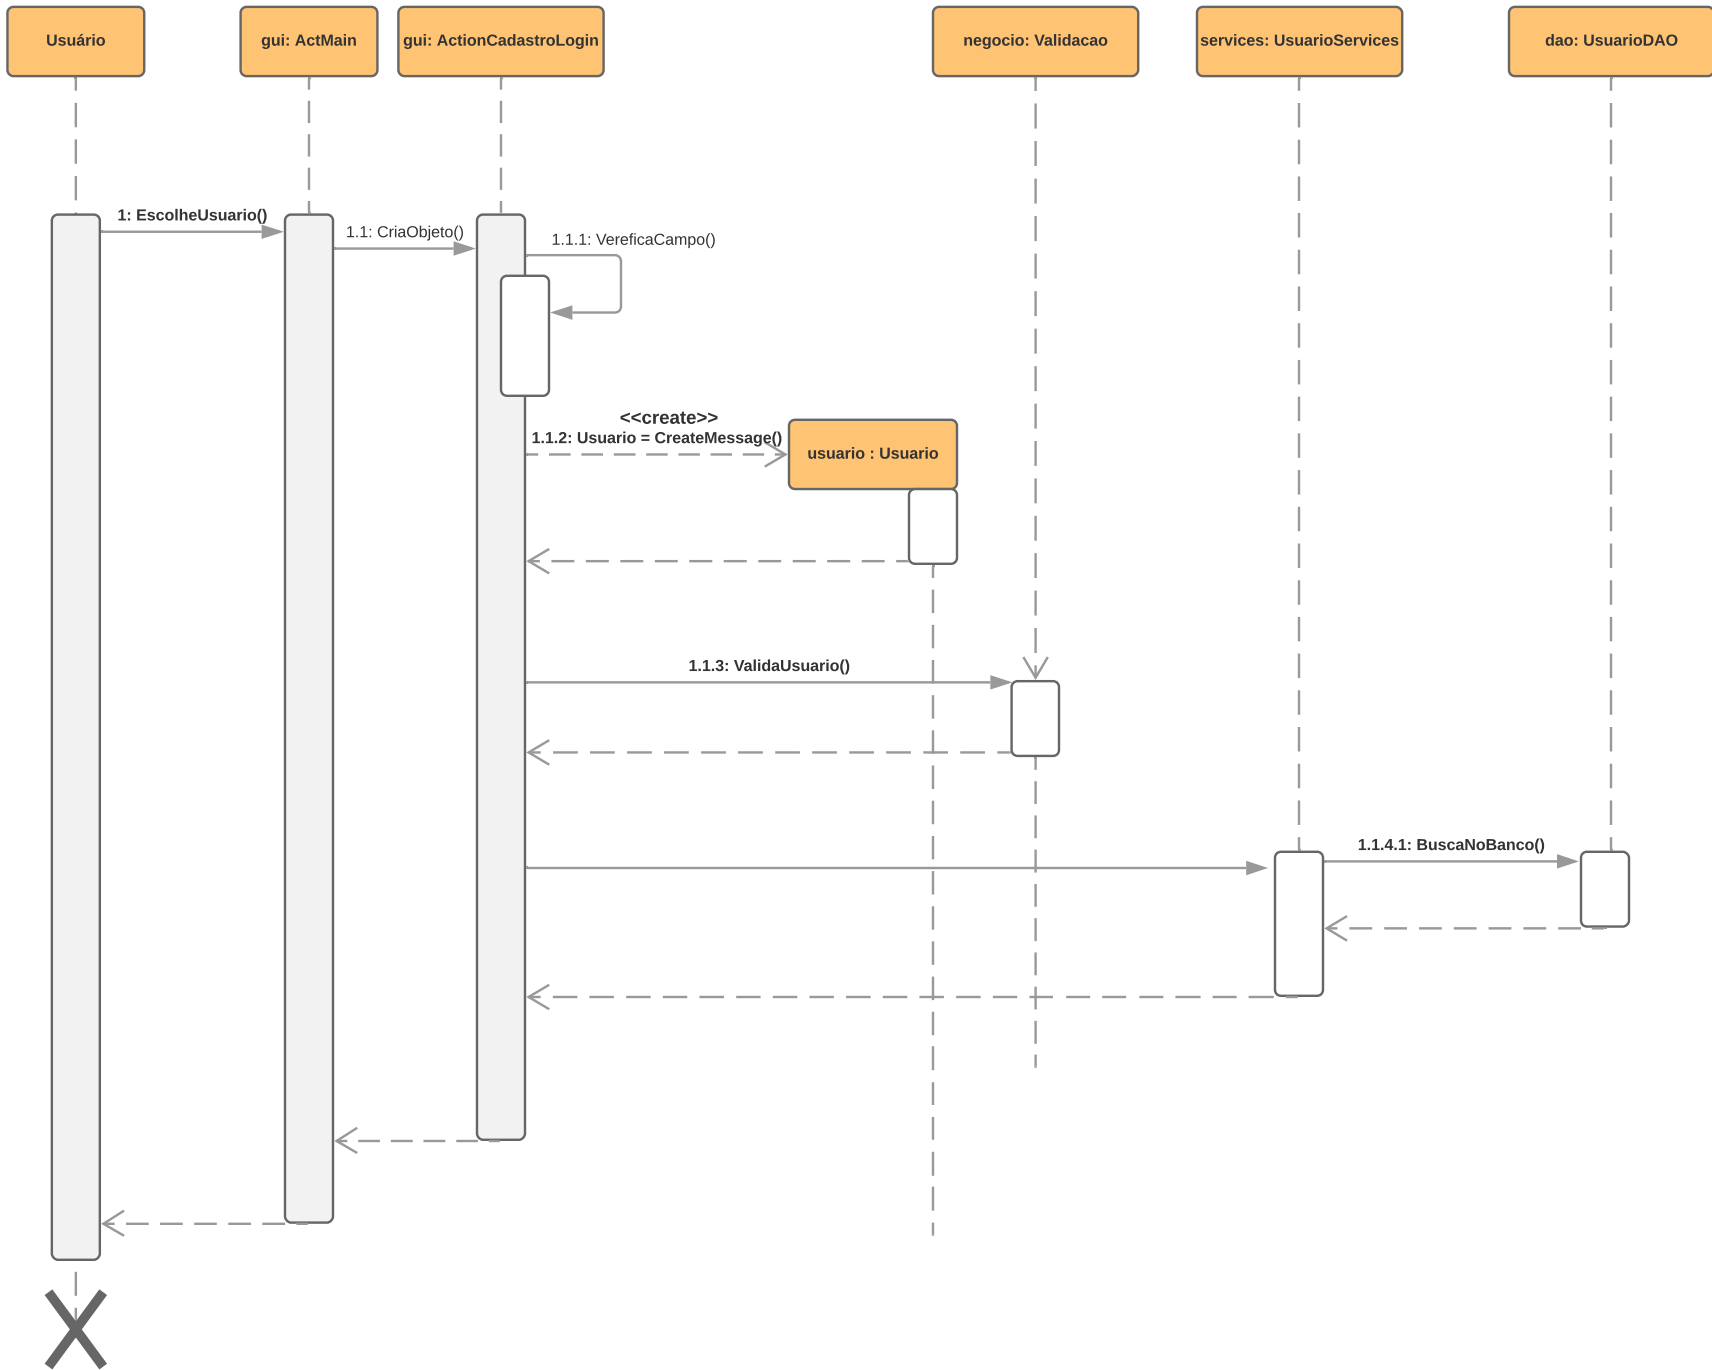 Usuário
gui: ActMain
gui: ActionCadastroLogin
negocio: Validacao
services: UsuarioServices
dao: UsuarioDAO
1: EscolheUsuario()
1.1: CriaObjeto()
1.1.1: VereficaCampo()
<<create>>
1.1.2: Usuario = CreateMessage()
usuario : Usuario
1.1.3: ValidaUsuario()
1.1.4.1: BuscaNoBanco()